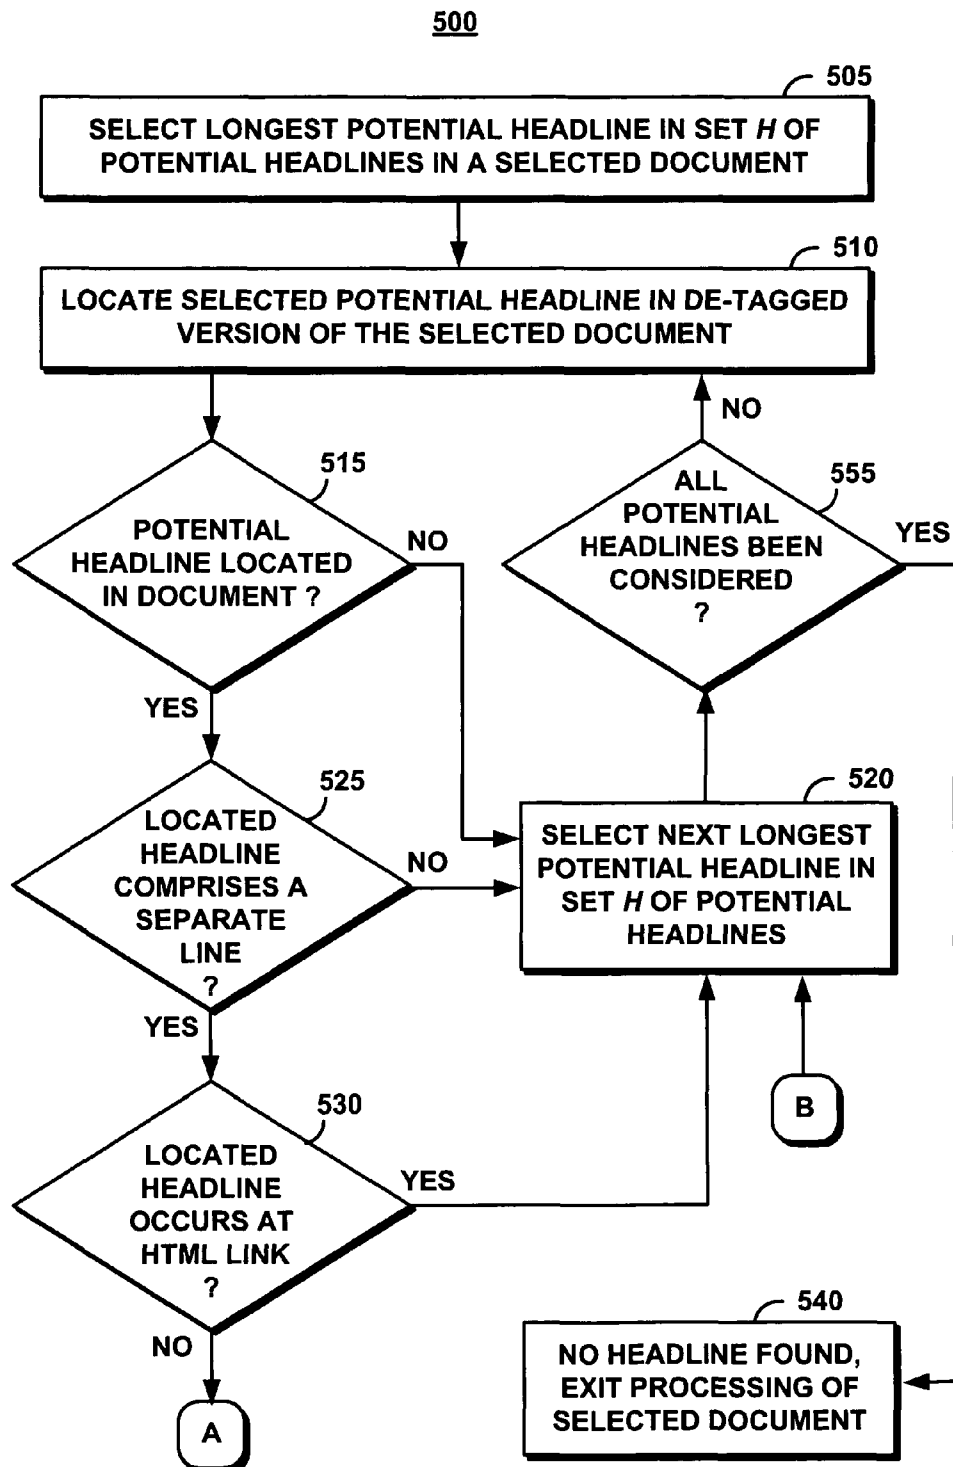 500
505
SELECT LONGEST POTENTIAL HEADLINE IN SET H OF
POTENTIAL HEADLINES IN A SELECTED DOCUMENT
510
LOCATE SELECTED POTENTIAL HEADLINE IN DE-TAGGED
VERSION OF THE SELECTED DOCUMENT
515
POTENTIAL
HEADLINE LOCATED
IN DOCUMENT ?
NO
YES
NO
555
ALL
POTENTIAL
HEADLINES BEEN
CONSIDERED
?
YES
525
LOCATED
HEADLINE
COMPRISES A
SEPARATE
LINE
?
NO
YES
520
SELECT NEXT LONGEST
POTENTIAL HEADLINE IN
SET H OF POTENTIAL
HEADLINES
B
530
LOCATED
HEADLINE
OCCURS AT
HTML LINK
?
YES
NO
A
540
NO HEADLINE FOUND,
EXIT PROCESSING OF
SELECTED DOCUMENT